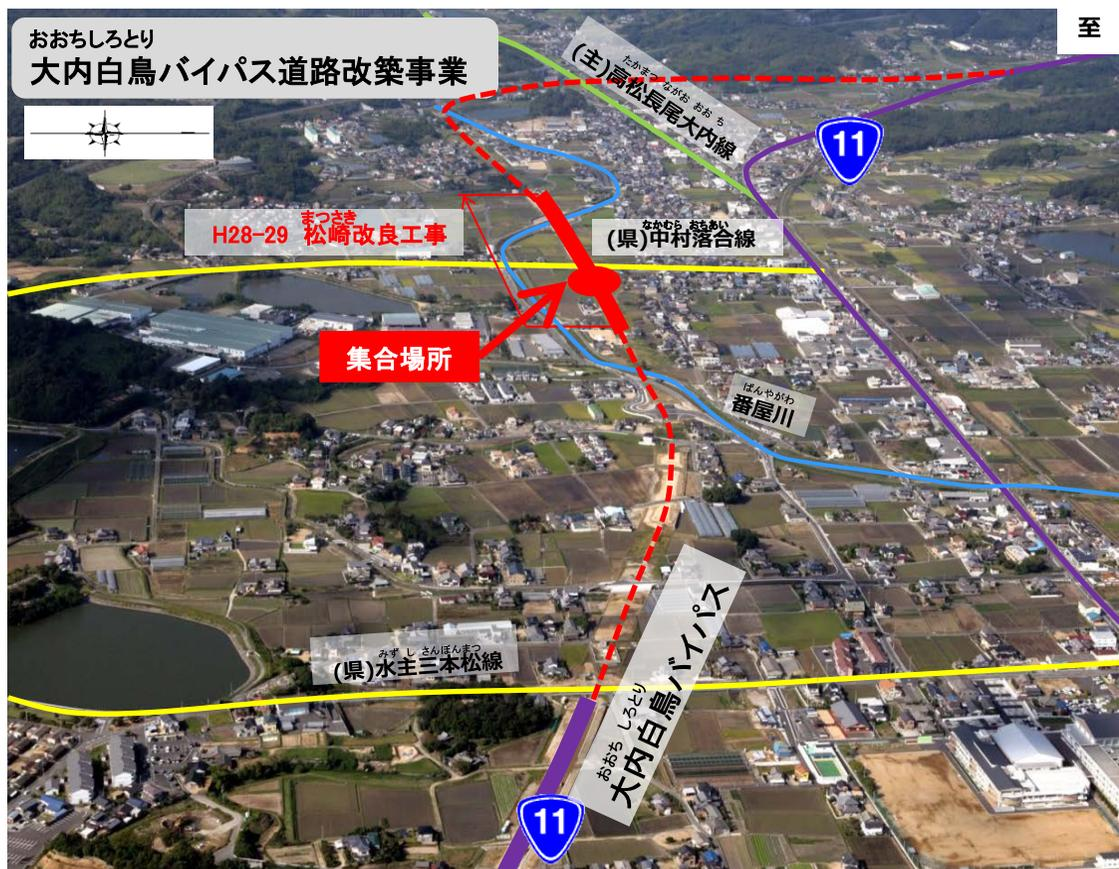 おおちしろとり
大内白鳥バイパス道路改築事業
至
たかまつ ながお おおち
(主)高松長尾大内線
11
まつさき
H28-29 松崎改良工事
なかむら おちあい
(県)中村落合線
集合場所
ばんやがわ
番屋川
みずし さんぼんまつ
(県)水主三本松線
おおち しろとり
大内白鳥バイパス
11